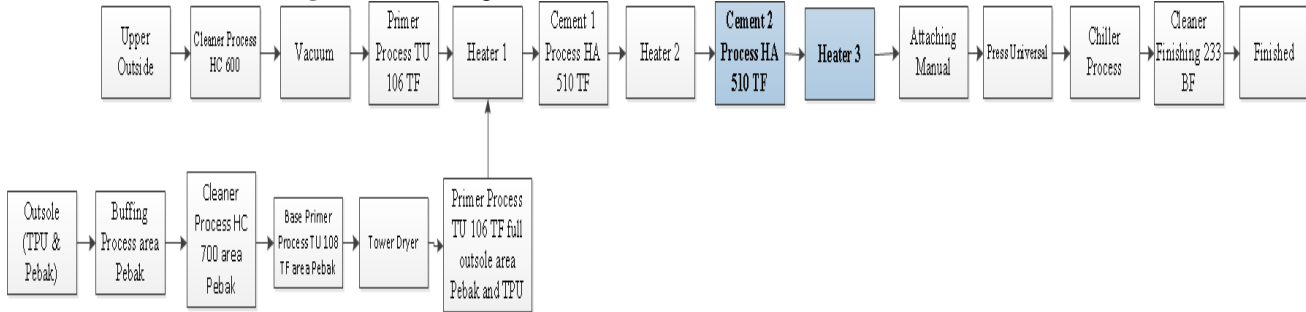 Upper
Outside
Cleaner Process
HC 600
Vacuum
Primer
Process TU
106 TF
Heater 1
Cement 1
Process HA
510 TF
Heater 2
Cement 2
Process HA
510 TF
Heater 3
Attaching
Manual
Press Universal
Chiller
Process
Cleaner
Finishing 233
BF
Finished
Outsole
(TPU &
Pebak)
Buffing
Process area
Pebak
Cleaner
Process HC
700 area
Pebak
Base Primer
Process TU 108
TF area Pebak
Tower Dryer
Primer Process
TU 106 TF full
outsole area
Pebak and TPU